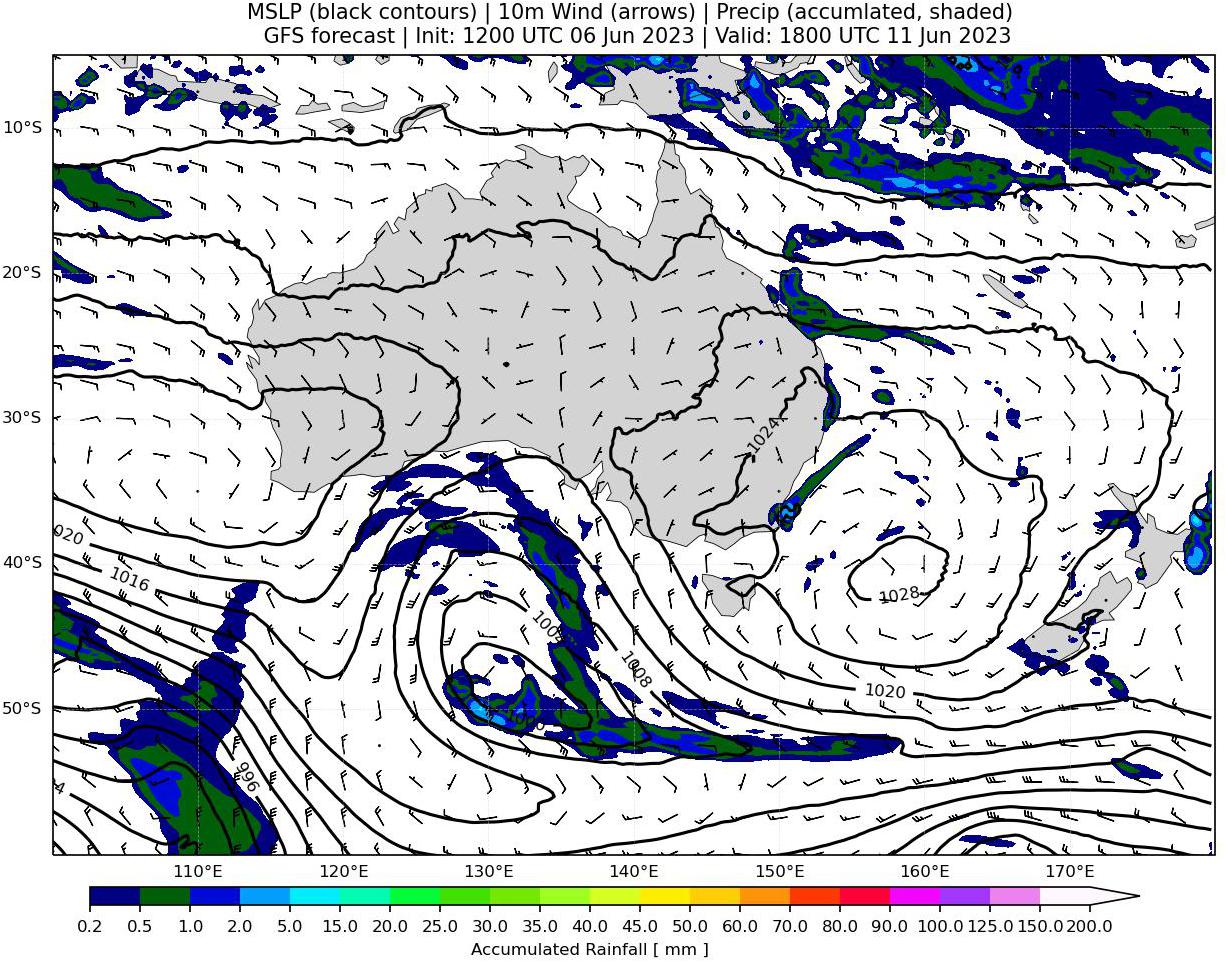 MSLP (black contours) | 10m Wind (arrows) | Precip (accumlated, shaded)
GFS forecast | Init: 1200 UTC 06 Jun 2023 | Valid: 1800 UTC 11 Jun 2023
10°S
20°S
1024
30°S
020
1016
40°S
1028
1004
1008
1020
50°S
1000
996
4
110°E 120°E 130°E 140°E 150°E 160°E 170°E
0.2 0.5 1.0 2.0 5.0 10.0 15.0 20.0 25.0 30.0 35.0 40.0 45.0 50.0 60.0 70.0 80.0 90.0 100.0 125.0 150.0 200.0
Accumulated Rainfall [ mm ]